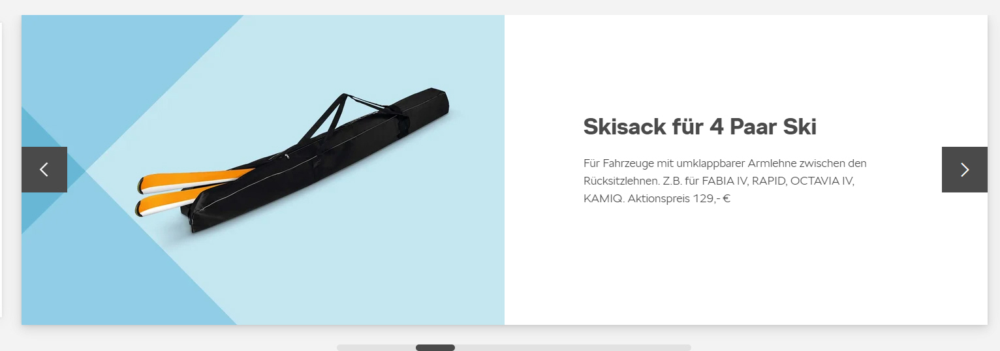 Skisack für 4 Paar Ski
Für Fahrzeuge mit umklappbarer Armlehne zwischen den
Rücksitzlehnen. Z.B. für FABIA IV, RAPID, OCTAVIA IV,
KAMIQ. Aktionspreis 129,- €